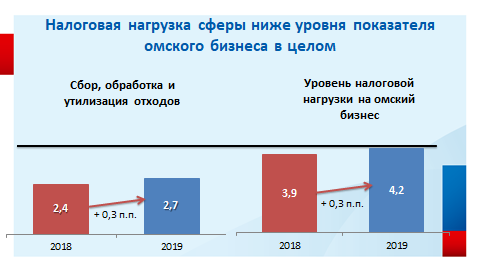 Налоговая нагрузка сферы ниже уровня показателя
омского бизнеса в целом
Сбор, обработка и
утилизация отходов
2,4
2,7
+ 0,3 п.п.
2018
2019
Уровень налоговой
нагрузки на омский
бизнес
3,9
4,2
+ 0,3 п.п.
2018
2019